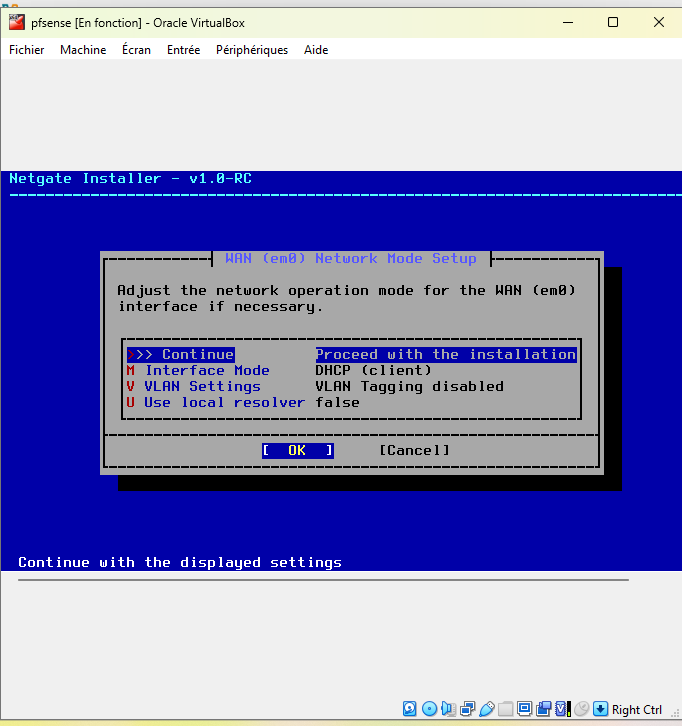 pfsense [En fonction] - Oracle VirtualBox
Fichier Machine Écran Entrée Périphériques Aide
Netgate Installer - v1.0-RC
WAN (em0) Network Mode Setup
Adjust the network operation mode for the WAN (em0)
interface if necessary.
>>> Continue Proceed with the installation
M Interface Mode DHCP (client)
V VLAN Settings VLAN Tagging disabled
U Use local resolver false
[ OK ] [Cancel]
Continue with the displayed settings
Right Ctrl